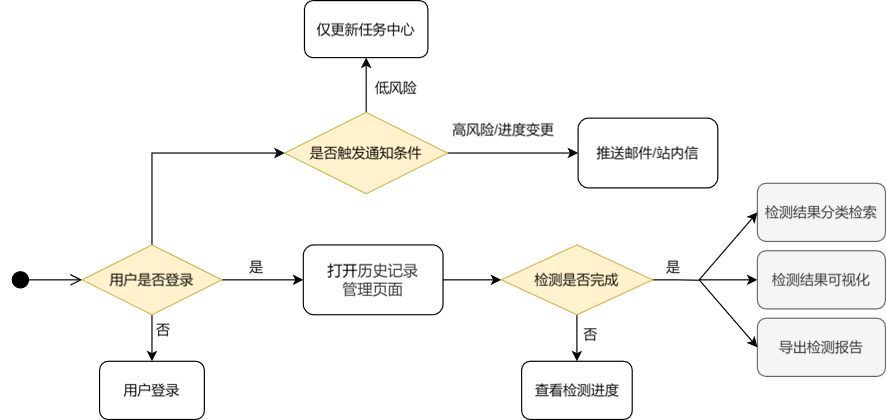 仅更新任务中心
低风险
高风险/进度变更
是否触发通知条件
推送邮件/站内信
检测结果分类检索
用户是否登录
是
打开历史记录
管理页面
检测是否完成
是
检测结果可视化
否
否
导出检测报告
用户登录
查看检测进度